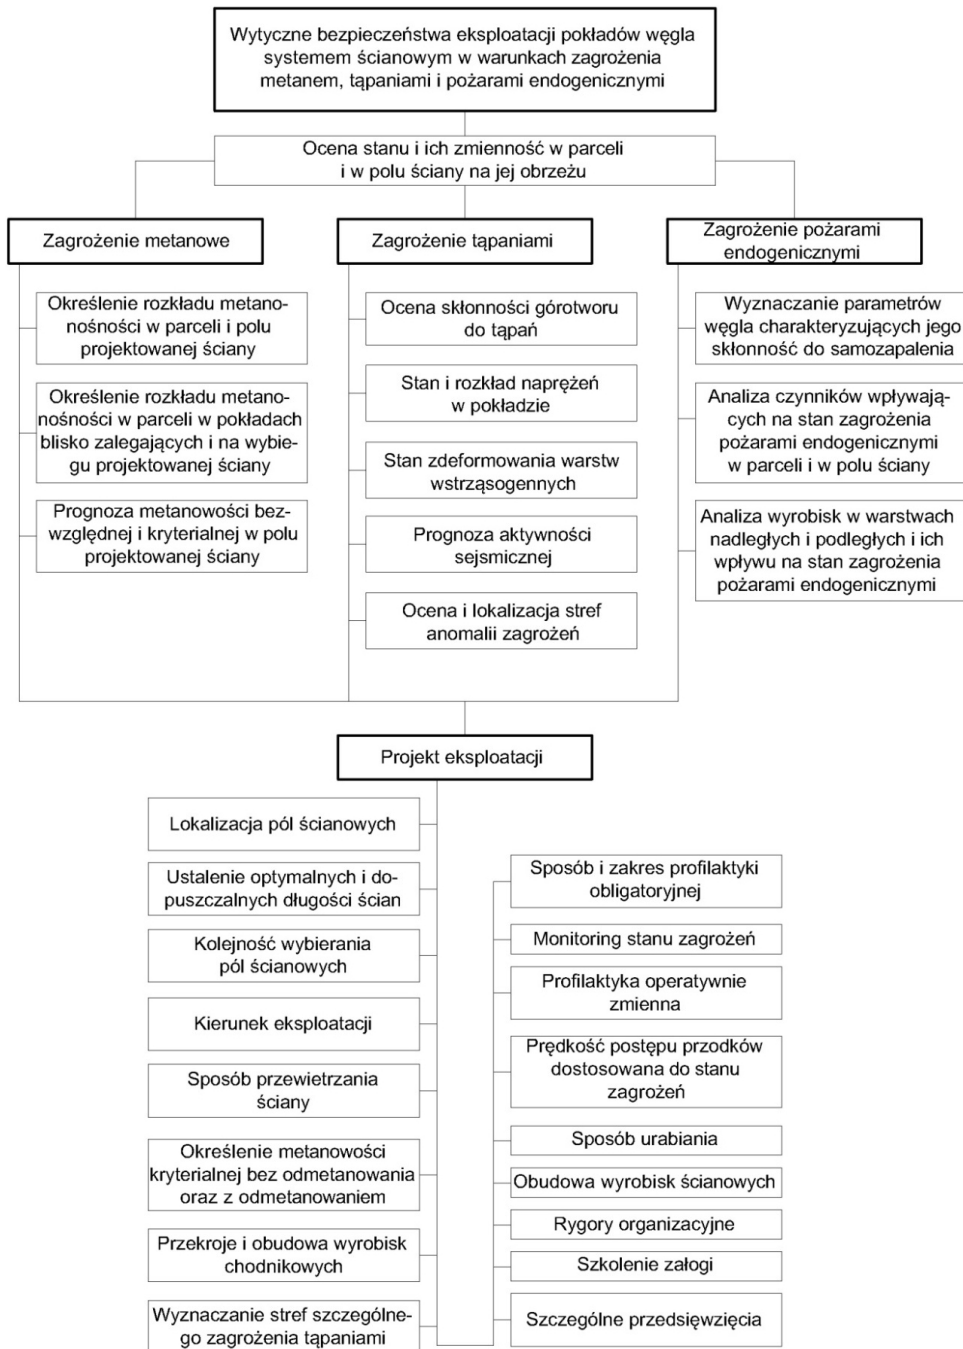 Wytyczne bezpieczeństwa eksploatacji pokładów węgla
systemem ścianowym w warunkach zagrożenia
metanem, tąpaniami i pożarami endogenicznymi
Ocena stanu i ich zmienność w parceli
i w polu ściany na jej obrzeżu
Zagrożenie metanowe
Określenie rozkładu metano-
nośności w parceli i polu
projektowanej ściany
Określenie rozkładu metano-
nośności w parceli w pokładach
blisko zalegających i na wybie-
gu projektowanej ściany
Prognoza metanowości bez-
względnej i kryterialnej w polu
projektowanej ściany
Zagrożenie tąpaniami
Ocena skłonności górotworu
do tąpań
Stan i rozkład naprężeń
w pokładzie
Stan zdeformowania warstw
wstrząsogennych
Prognoza aktywności
sejsmicznej
Ocena i lokalizacja stref
anomalii zagrożeń
Zagrożenie pożarami
endogenicznymi
Wyznaczanie parametrów
węgla charakteryzujących jego
skłonność do samozapalenia
Analiza czynników wpływają-
cych na stan zagrożenia
pożarami endogenicznymi
w parceli i w polu ściany
Analiza wyrobisk w warstwach
nadległych i podległych i ich
wpływu na stan zagrożenia
pożarami endogenicznymi
Projekt eksploatacji
Lokalizacja pól ścianowych
Ustalenie optymalnych i do-
puszczalnych długości ścian
Kolejność wybierania
pól ścianowych
Kierunek eksploatacji
Sposób przewietrzania
ściany
Określenie metanowości
kryterialnej bez odmetanowania
oraz z odmetanowaniem
Przekroje i obudowa wyrobisk
chodnikowych
Wyznaczanie stref szczególne-
go zagrożenia tąpaniami
Sposób i zakres profilaktyki
obligatoryjnej
Monitoring stanu zagrożeń
Profilaktyka operatywnie
zmienna
Prędkość postępu przodków
dostosowana do stanu
zagrożeń
Sposób urabiania
Obudowa wyrobisk ścianowych
Rygory organizacyjne
Szkolenie załogi
Szczególne przedsięwzięcia